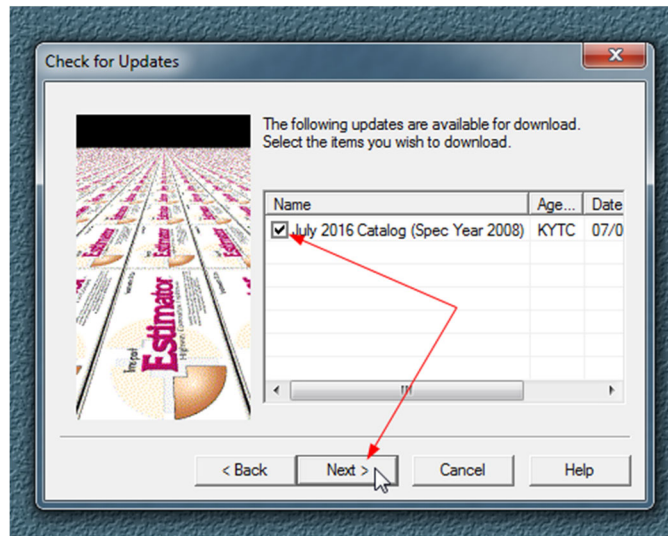 Check for Updates
The following updates are available for download.
Select the items you wish to download.
Name Age... Date
July 2016 Catalog (Spec Year 2008) KYTC 07/0
Estimator
< Back Next > Cancel Help